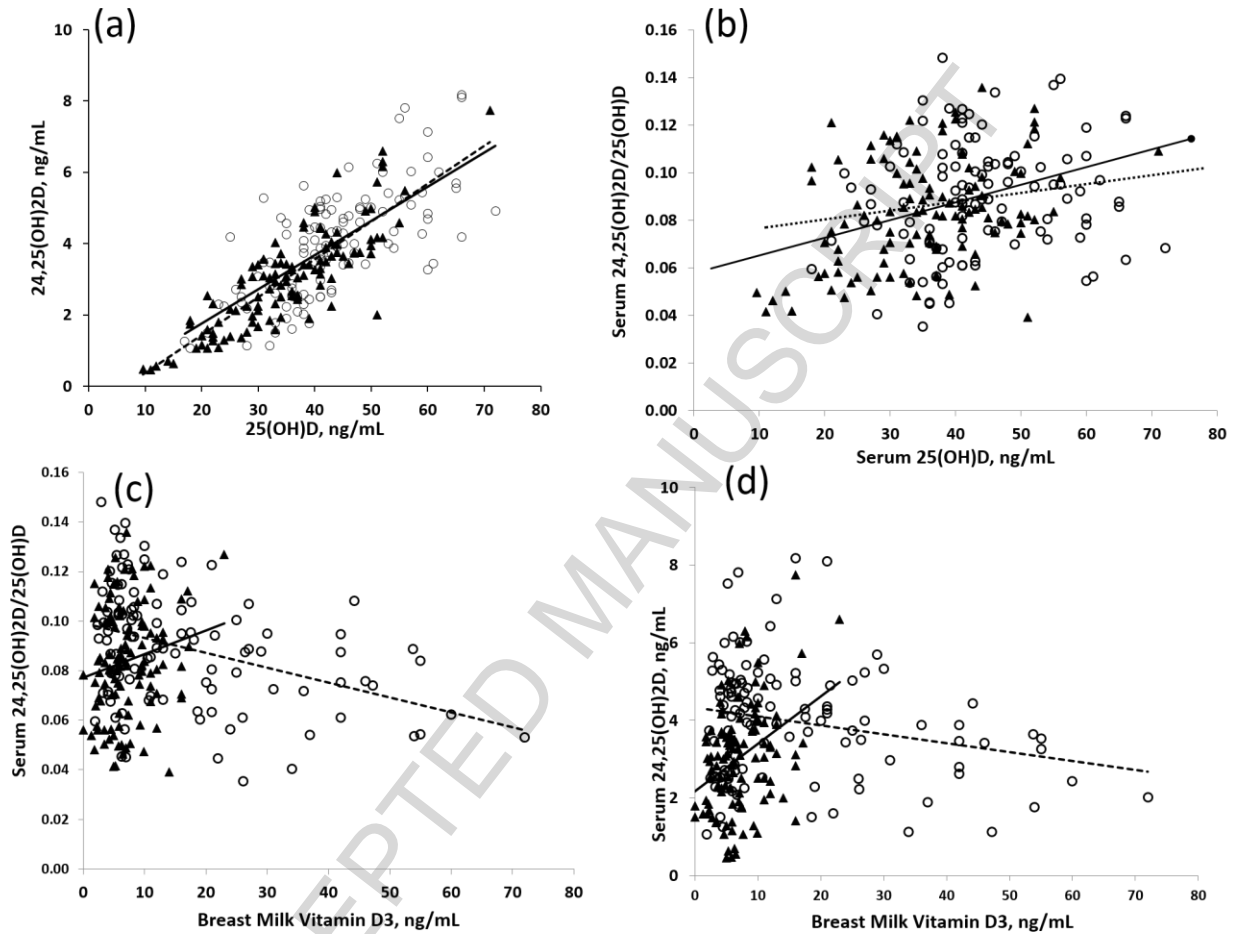 (a)
10
8
6
4
2
0
24,25(OH)2D, ng/mL
0 10 20 30 40 50 60 70 80
25(OH)D, ng/mL
(b)
0.16
0.14
0.12
0.10
0.08
0.06
0.04
0.02
0.00
Serum 24,25(OH)2D/25(OH)D
0 10 20 30 40 50 60 70 80
Serum 25(OH)D, ng/mL
(c)
0.16
0.14
0.12
0.10
0.08
0.06
0.04
0.02
0.00
Serum 24,25(OH)2D/25(OH)D
0 10 20 30 40 50 60 70 80
Breast Milk Vitamin D3, ng/mL
(d)
10
8
6
4
2
0
Serum 24,25(OH)2D, ng/mL
0 10 20 30 40 50 60 70 80
Breast Milk Vitamin D3, ng/mL
EPTED MANUSCRIPT